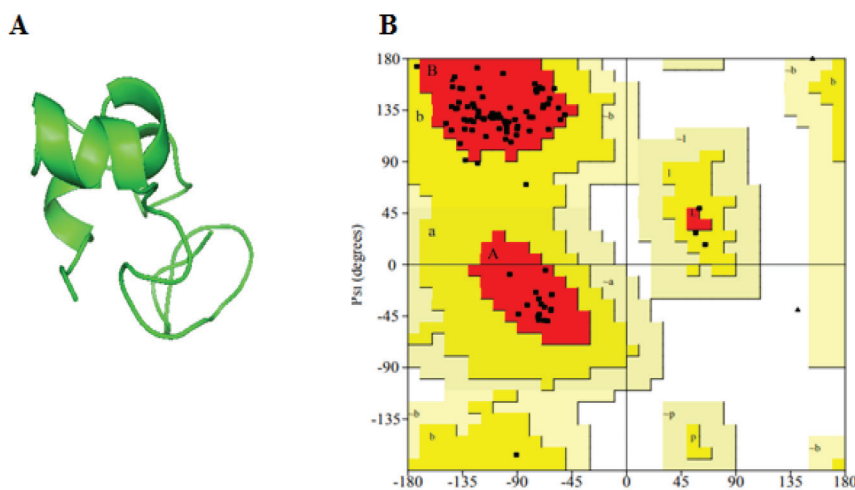 A B
180
135
90
45
0
-45
-90
-135
-180 -135 -90 -45 0 45 90 135 180
Psi (degrees)
B
b
~b
~b
b
~l
l
L
a
A
~a
~b
b
~p
p
~b